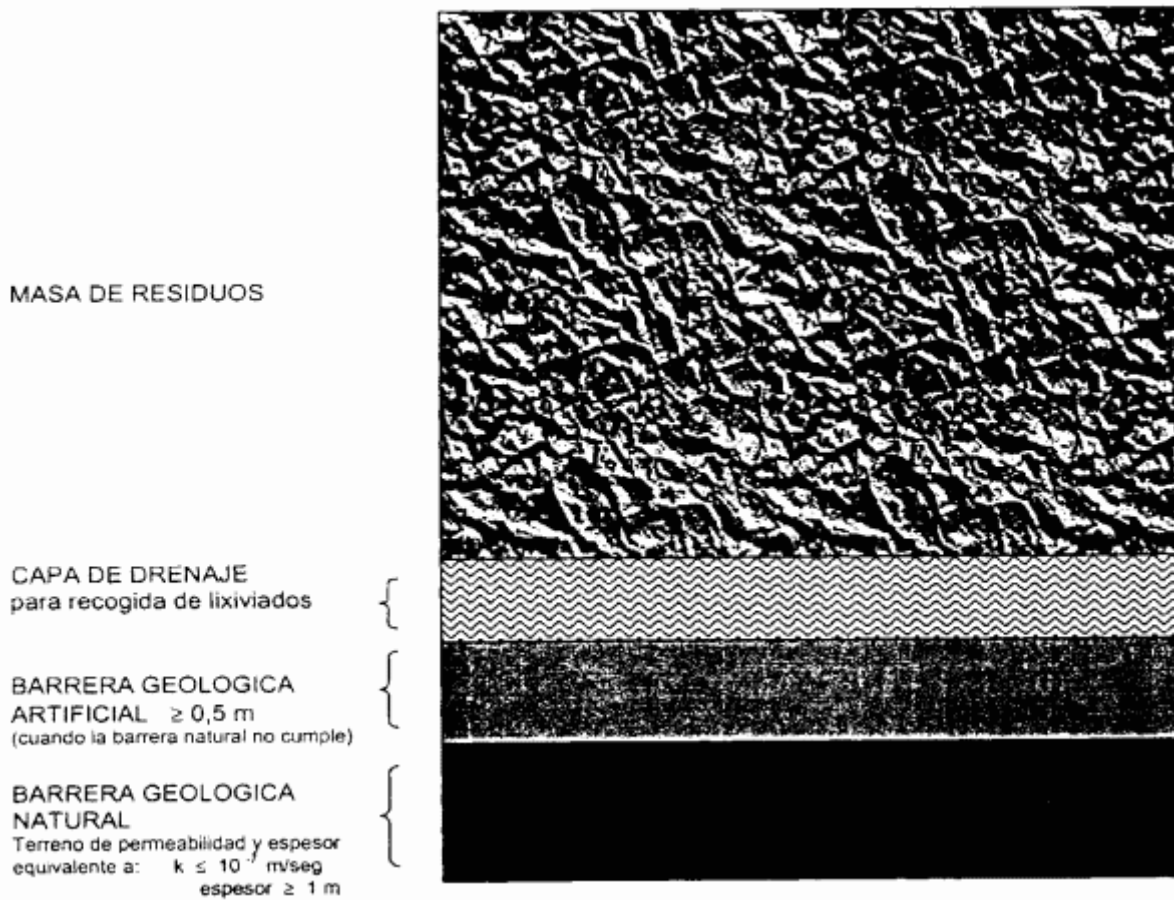 MASA DE RESIDUOS
CAPA DE DRENAJE
para recogida de lixiviados
BARRERA GEOLOGICA
ARTIFICIAL ≥ 0,5 m
(cuando la barrera natural no cumple)
BARRERA GEOLOGICA
NATURAL
Terreno de permeabilidad y espesor
equivalente a: k ≤ 10⁻⁷ m/seg
espesor ≥ 1 m